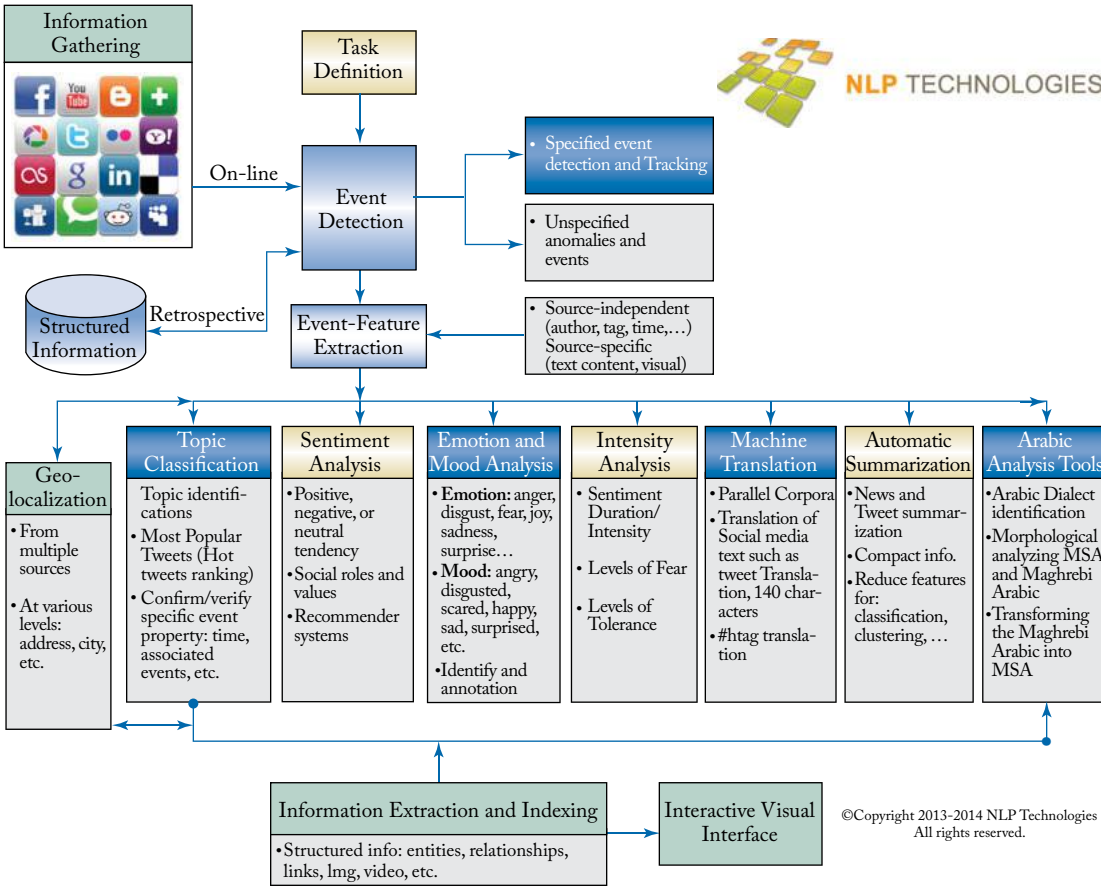 Information
Gathering
f
You
Tube
Y!
g
in
Task
Definition
NLP TECHNOLOGIES
On-line
Event
Detection
• Specified event
detection and Tracking
• Unspecified
anomalies and
events
Retrospective
Structured
Information
Event-Feature
Extraction
• Source-independent
(author, tag, time,...)
Source-specific
(text content, visual)
Geo-
localization
• From
multiple
sources
• At various
levels:
address, city,
etc.
Topic
Classification
Topic identifi-
cations
• Most Popular
Tweets (Hot
tweets ranking)
• Confirm/verify
specific event
property: time,
associated
events, etc.
Sentiment
Analysis
•Positive,
negative, or
neutral
tendency
•Social roles and
values
•Recommender
systems
Emotion and
Mood Analysis
•Emotion: anger,
disgust, fear, joy,
sadness,
surprise...
•Mood: angry,
disgusted,
scared, happy,
sad, surprised,
etc.
•Identify and
annotation
Intensity
Analysis
• Sentiment
Duration/
Intensity
• Levels of Fear
• Levels of
Tolerance
Machine
Translation
•Parallel Corpora
•Translation of
Social media
text such as
tweet Transla-
tion, 140 char-
acters
•#htag transla-
tion
Automatic
Summarization
•News and
Tweet summar-
ization
•Compact info.
•Reduce features
for:
classification,
clustering, ...
Arabic
Analysis Tools
•Arabic Dialect
identification
•Morphological
analyzing MSA
and Maghrebi
Arabic
•Transforming
the Maghrebi
Arabic into
MSA
Information Extraction and Indexing
•Structured info: entities, relationships,
links, lmg, video, etc.
Interactive Visual
Interface
©Copyright 2013-2014 NLP Technologies
All rights reserved.